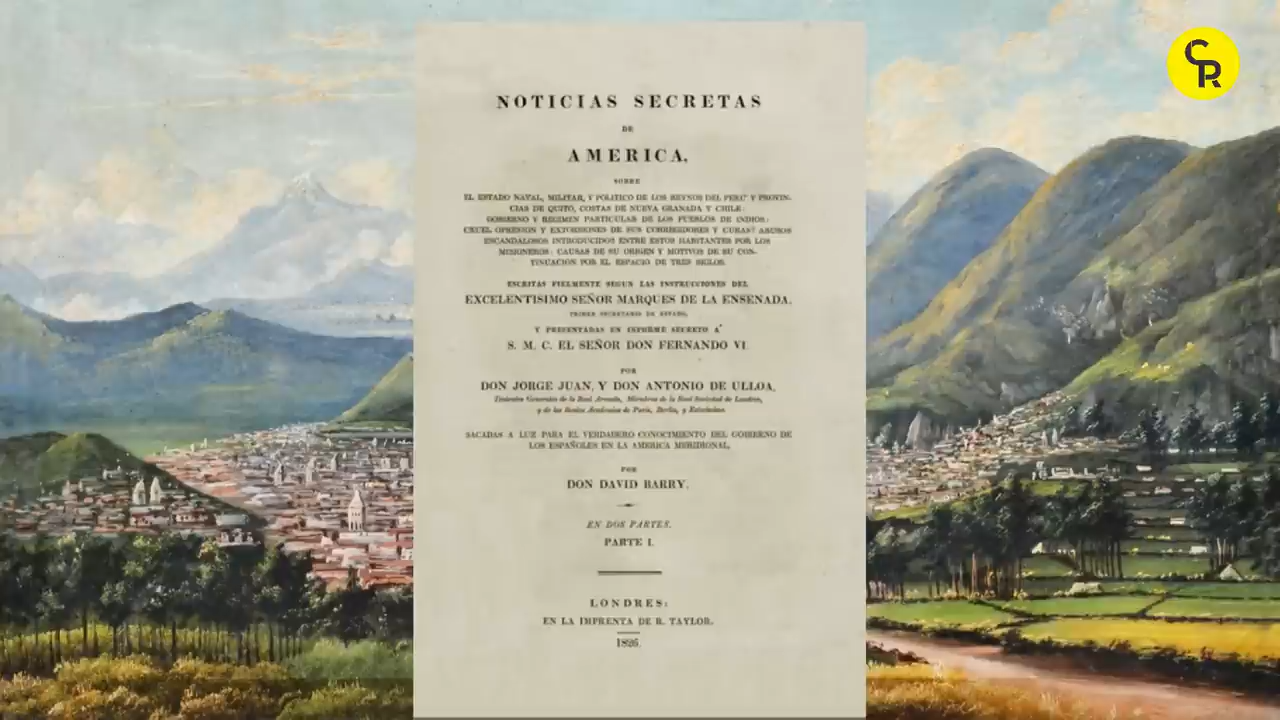 CR
NOTICIAS SECRETAS
DE
AMERICA,
SOBRE
EL ESTADO NAVAL, MILITAR, Y POLITICO DE LOS REYNOS DEL PERU Y PROVIN-
CIAS DE QUITO, COSTAS DE NUEVA GRANADA Y CHILE:
GOBIERNO Y REGIMEN PARTICULAR DE LOS PUEBLOS DE INDIOS:
CRUEL OPRESION Y EXTORSIONES DE SUS CORREGIDORES Y CURAS: ABUSOS
ESCANDALOSOS INTRODUCIDOS ENTRE ESTOS HABITANTES POR LOS
MISIONEROS: CAUSAS DE SU ORIGEN Y MOTIVOS DE SU CON-
TINUACION POR EL ESPACIO DE TRES SIGLOS.
ESCRITAS FIELMENTE SEGUN LAS INSTRUCCIONES DEL
EXCELENTISIMO SEÑOR MARQUES DE LA ENSENADA,
PRIMER SECRETARIO DE ESTADO,
Y PRESENTADAS EN INFORME SECRETO A
S. M. C. EL SEÑOR DON FERNANDO VI.
POR
DON JORGE JUAN, Y DON ANTONIO DE ULLOA,
Tenientes Generales de la Real Armada, Miembros de la Real Sociedad de Londres,
y de las Reales Academias de Paris, Berlin, y Estockolmo.
SACADAS A LUZ PARA EL VERDADERO CONOCIMIENTO DEL GOBIERNO DE
LOS ESPAÑOLES EN LA AMERICA MERIDIONAL,
POR
DON DAVID BARRY.
EN DOS PARTES.
PARTE I.
LONDRES:
EN LA IMPRENTA DE R. TAYLOR.
1826.